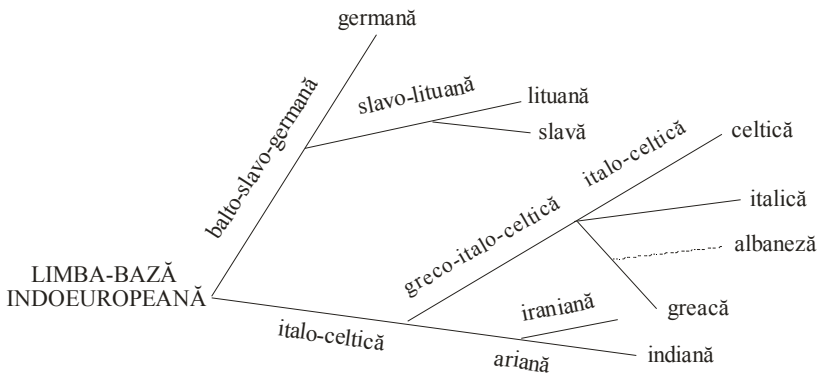 germană
balto-slavo-germană
slavo-lituană
lituană
slavă
italo-celtică
celtică
italică
albaneză
greco-italo-celtică
greacă
LIMBA-BAZĂ
INDOEUROPEANĂ
iraniană
italo-celtică
ariană
indiană